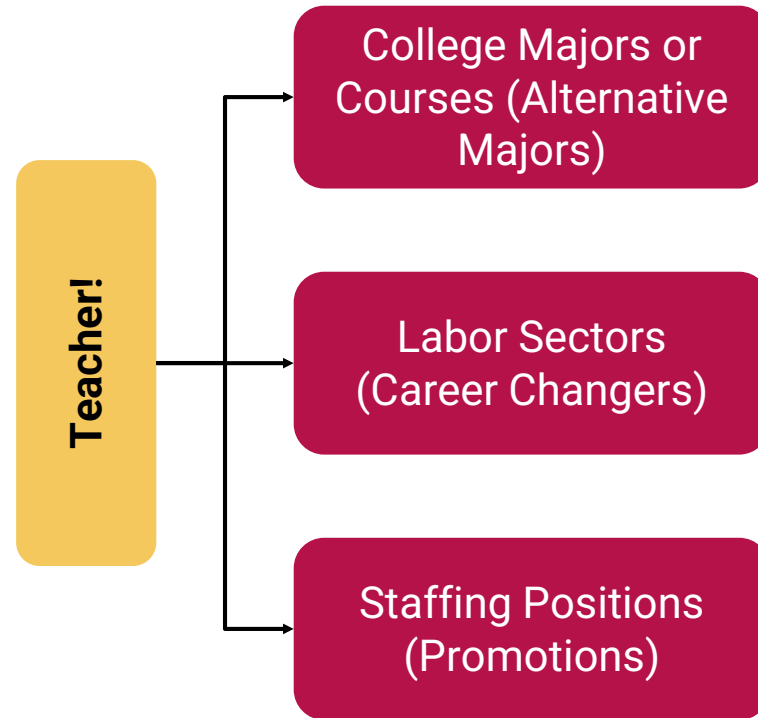 Teacher!
College Majors or
Courses (Alternative
Majors)
Labor Sectors
(Career Changers)
Staffing Positions
(Promotions)